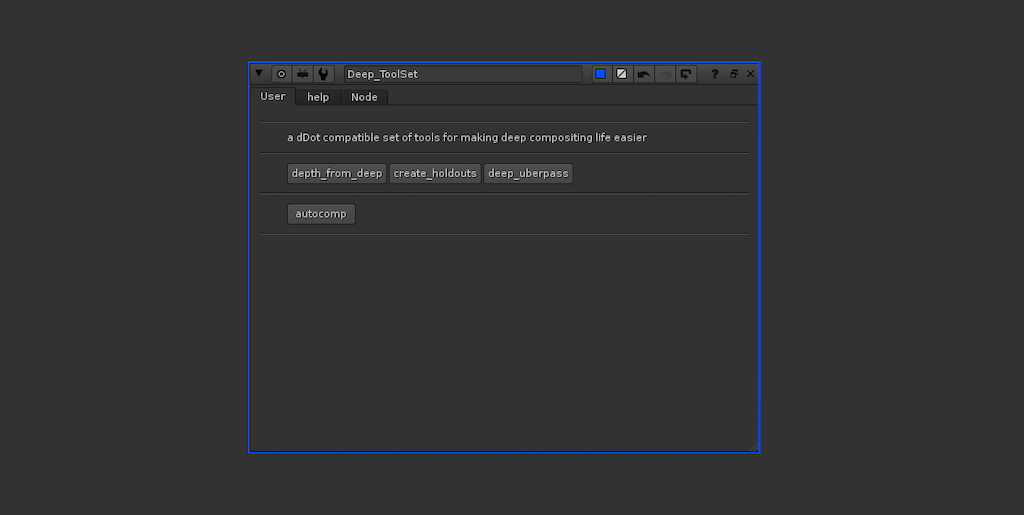 Deep_ToolSet ?
User help Node
a dDot compatible set of tools for making deep compositing life easier
depth_from_deep create_holdouts deep_uberpass
autocomp